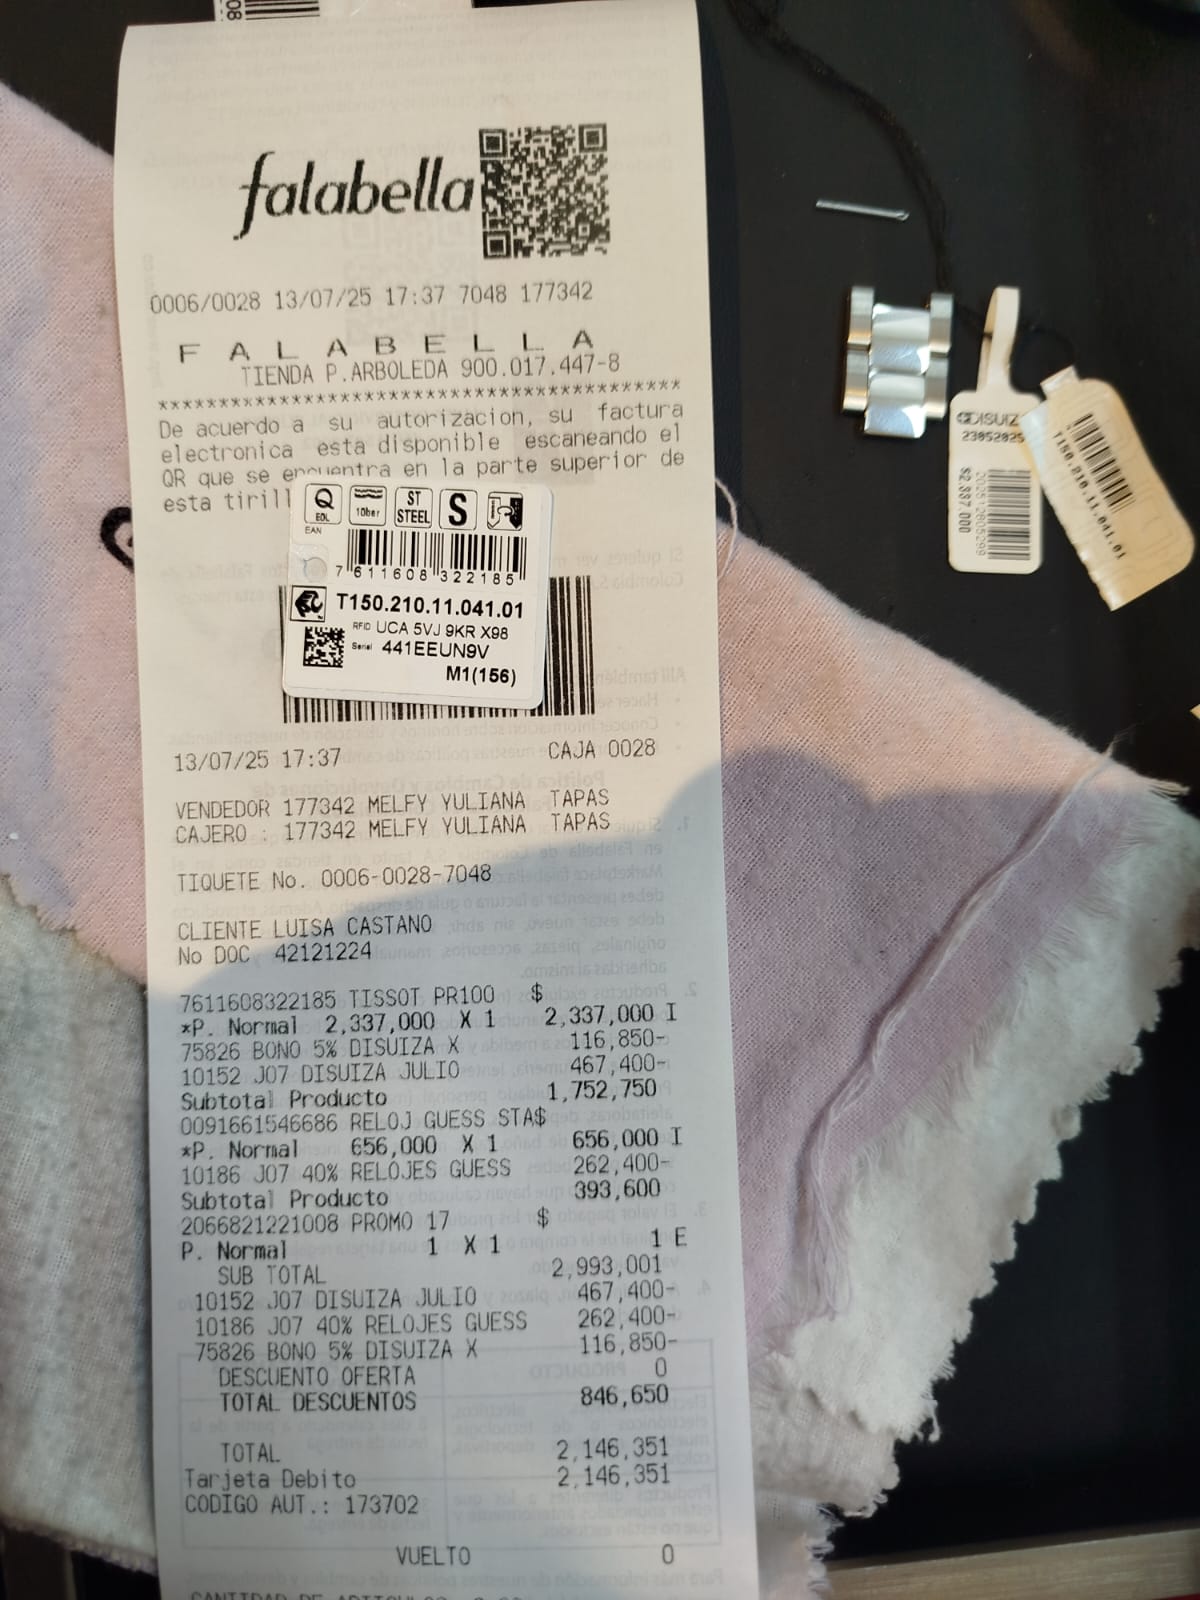 falabella
0006/0028 13/07/25 17:37 7048 177342
F A L A B E L L A
TIENDA P.ARBOLEDA 900.017.447-8
****************************************
De acuerdo a su autorizacion, su factura
electronica esta disponible escaneando el
QR que se encuentra en la parte superior de
esta tirill
Q EOL 10bar ST STEEL S
EAN
7 611608 322185
T150.210.11.041.01
RFID UCA 5VJ 9KR X98
Serial 441EEUN9V
M1(156)
13/07/25 17:37 CAJA 0028
VENDEDOR 177342 MELFY YULIANA TAPAS
CAJERO : 177342 MELFY YULIANA TAPAS
TIQUETE No. 0006-0028-7048
CLIENTE LUISA CASTANO
No DOC 42121224
7611608322185 TISSOT PR100 $
*P. Normal 2,337,000 X 1 2,337,000 I
75826 BONO 5% DISUIZA X 116,850-
10152 J07 DISUIZA JULIO 467,400-
Subtotal Producto 1,752,750
0091661546686 RELOJ GUESS STA$
*P. Normal 656,000 X 1 656,000 I
10186 J07 40% RELOJES GUESS 262,400-
Subtotal Producto 393,600
2066821221008 PROMO 17 $
P. Normal 1 X 1 1 E
SUB TOTAL 2,993,001
10152 J07 DISUIZA JULIO 467,400-
10186 J07 40% RELOJES GUESS 262,400-
75826 BONO 5% DISUIZA X 116,850-
DESCUENTO OFERTA 0
TOTAL DESCUENTOS 846,650
TOTAL 2,146,351
Tarjeta Debito 2,146,351
CODIGO AUT.: 173702
VUELTO 0
DISUIZ
23052025
$2.337.000
T150.210.11.041.01